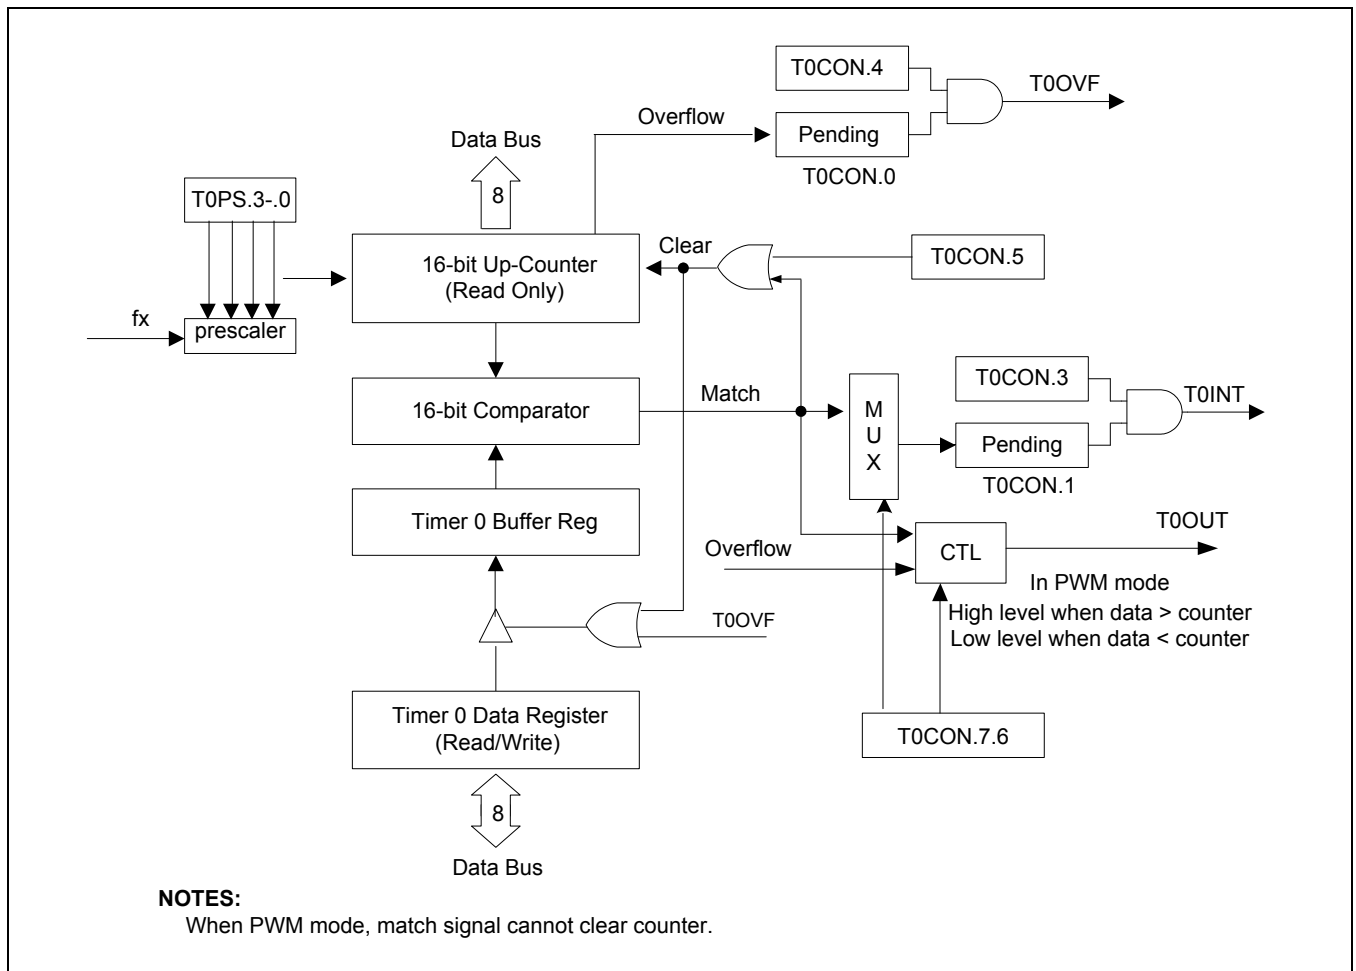 T0CON.4
T0OVF
Overflow
Pending
Data Bus
T0CON.0
8
T0PS.3-.0
Clear
T0CON.5
16-bit Up-Counter
(Read Only)
fx
prescaler
T0CON.3
Match
T0INT
16-bit Comparator
M
U
X
Pending
T0CON.1
Timer 0 Buffer Reg
T0OUT
Overflow
CTL
In PWM mode
High level when data > counter
Low level when data < counter
T0OVF
Timer 0 Data Register
(Read/Write)
T0CON.7.6
8
Data Bus
NOTES:
When PWM mode, match signal cannot clear counter.